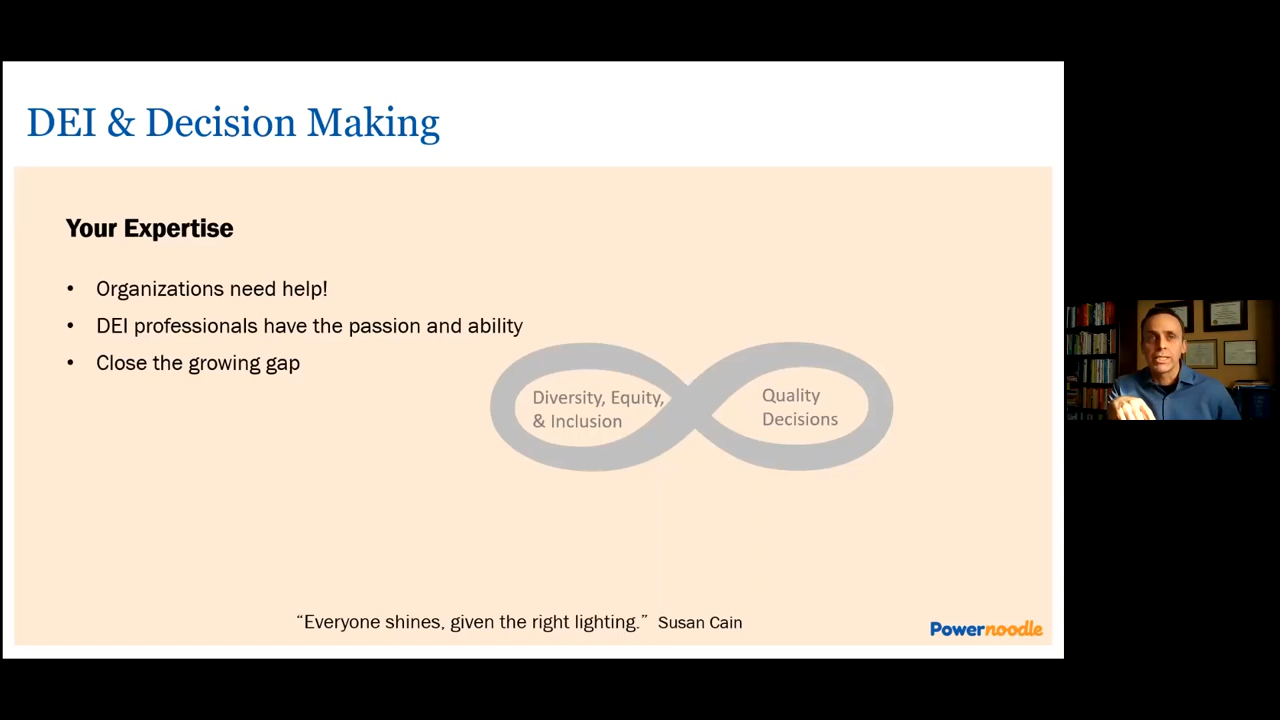 DEI & Decision Making
Your Expertise
• Organizations need help!
• DEI professionals have the passion and ability
• Close the growing gap
Diversity, Equity,
& Inclusion
Quality
Decisions
“Everyone shines, given the right lighting.” Susan Cain
Powernoodle